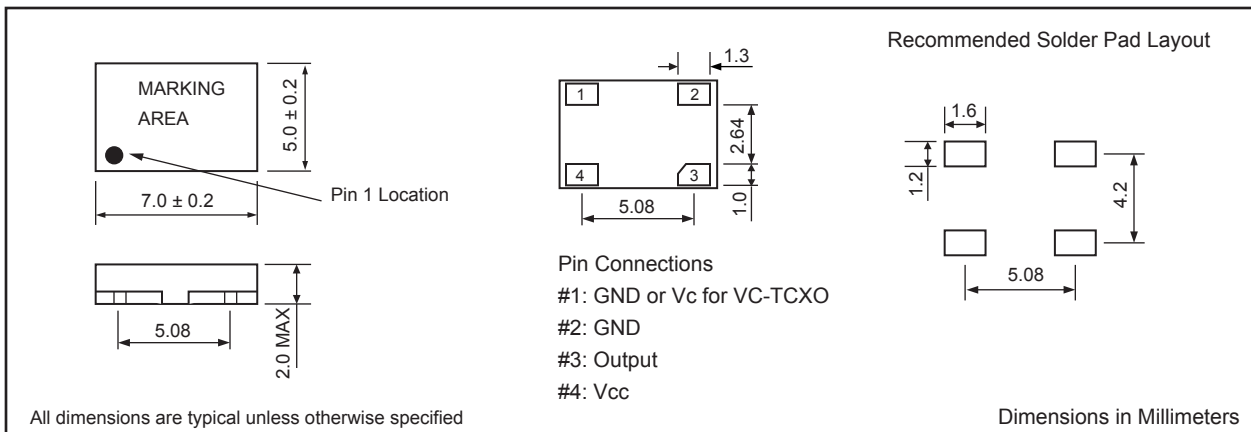 Recommended Solder Pad Layout
MARKING
AREA
5.0 ± 0.2
Pin 1 Location
7.0 ± 0.2
5.08
2.0 MAX
All dimensions are typical unless otherwise specified
1.3
1
2
2.64
4
3
1.0
5.08
Pin Connections
#1: GND or Vc for VC-TCXO
#2: GND
#3: Output
#4: Vcc
1.6
1.2
4.2
5.08
Dimensions in Millimeters